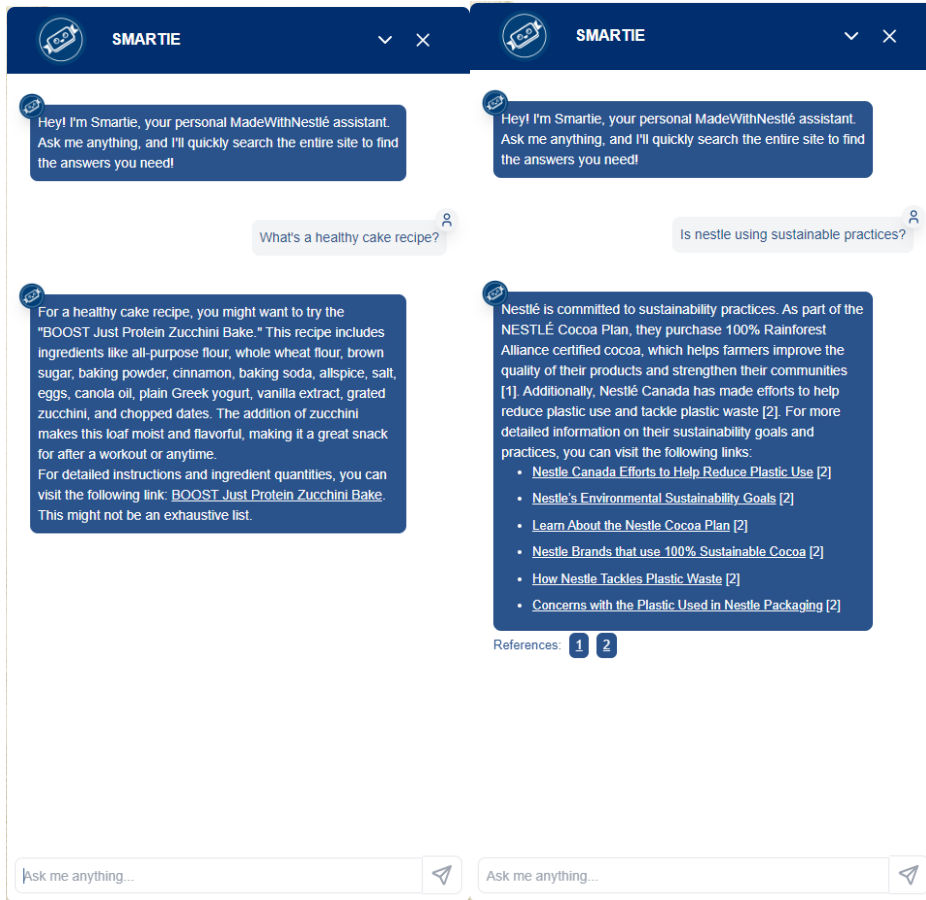 SMARTIE
Hey! I'm Smartie, your personal MadeWithNestlé assistant.
Ask me anything, and I'll quickly search the entire site to find
the answers you need!
What's a healthy cake recipe?
For a healthy cake recipe, you might want to try the
"BOOST Just Protein Zucchini Bake." This recipe includes
ingredients like all-purpose flour, whole wheat flour, brown
sugar, baking powder, cinnamon, baking soda, allspice, salt,
eggs, canola oil, plain Greek yogurt, vanilla extract, grated
zucchini, and chopped dates. The addition of zucchini
makes this loaf moist and flavorful, making it a great snack
for after a workout or anytime.
For detailed instructions and ingredient quantities, you can
visit the following link: BOOST Just Protein Zucchini Bake.
This might not be an exhaustive list.
Ask me anything...
SMARTIE
Hey! I'm Smartie, your personal MadeWithNestlé assistant.
Ask me anything, and I'll quickly search the entire site to find
the answers you need!
Is nestle using sustainable practices?
Nestlé is committed to sustainability practices. As part of the
NESTLÉ Cocoa Plan, they purchase 100% Rainforest
Alliance certified cocoa, which helps farmers improve the
quality of their products and strengthen their communities
[1]. Additionally, Nestlé Canada has made efforts to help
reduce plastic use and tackle plastic waste [2]. For more
detailed information on their sustainability goals and
practices, you can visit the following links:
• Nestle Canada Efforts to Help Reduce Plastic Use [2]
• Nestle's Environmental Sustainability Goals [2]
• Learn About the Nestle Cocoa Plan [2]
• Nestle Brands that use 100% Sustainable Cocoa [2]
• How Nestle Tackles Plastic Waste [2]
• Concerns with the Plastic Used in Nestle Packaging [2]
References: 1 2
Ask me anything...